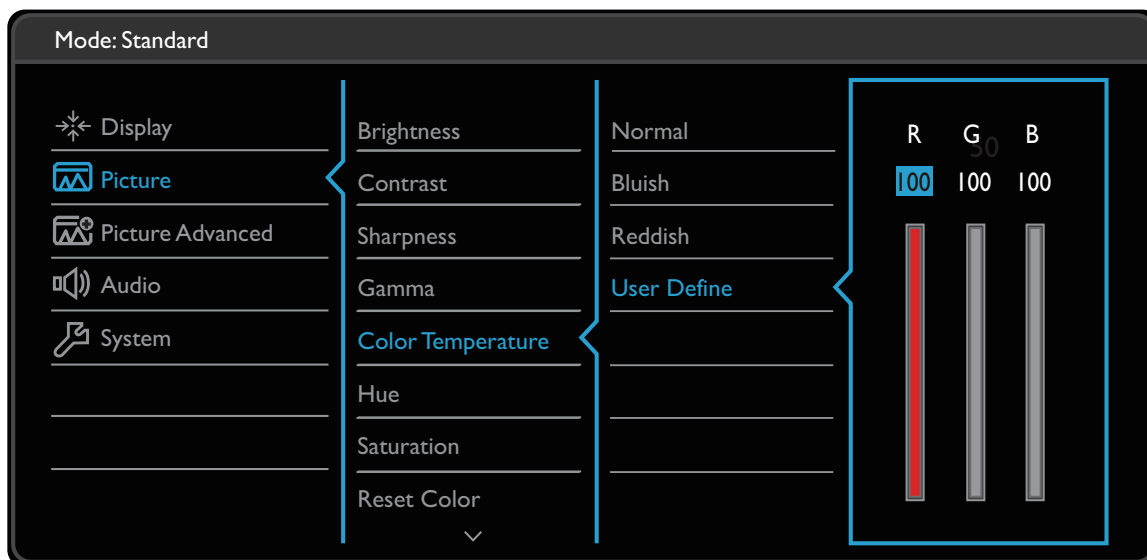 Mode: Standard
Display
Picture
Picture Advanced
Audio
System
Brightness
Contrast
Sharpness
Gamma
Color Temperature
Hue
Saturation
Reset Color
Normal
Bluish
Reddish
User Define
R G B
50
100 100 100